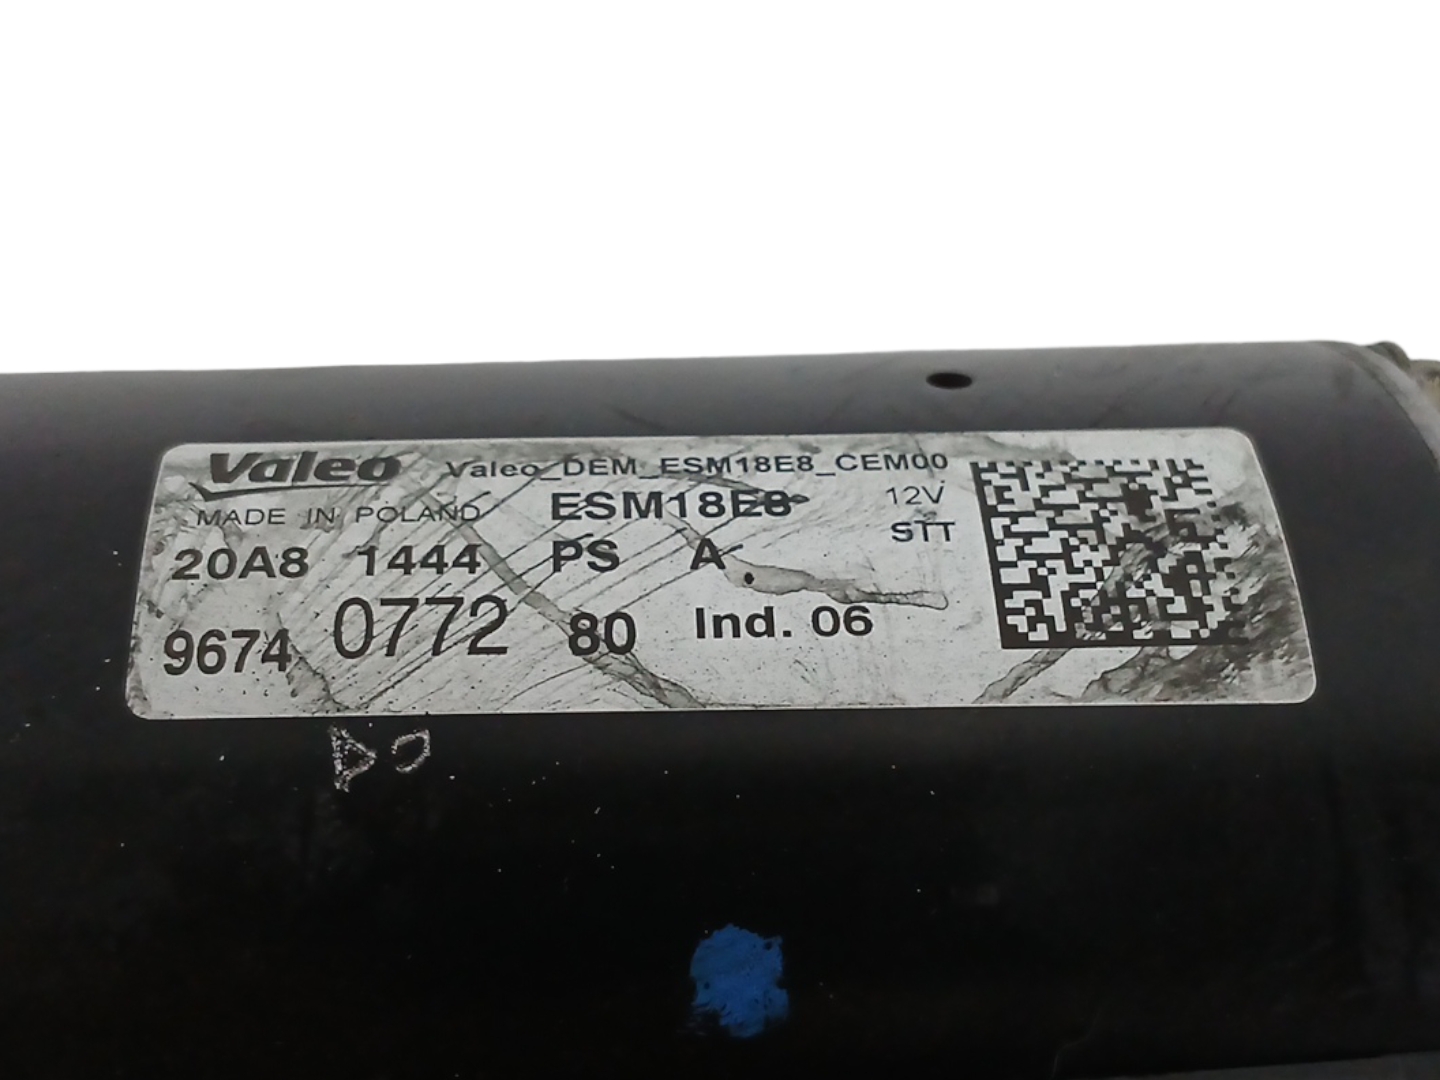 Valeo Valeo_DEM_ESM18E8_CEM00
MADE IN POLAND ESM18E8 12V
STT
20A8 1444 PS A
9674 0772 80 Ind. 06